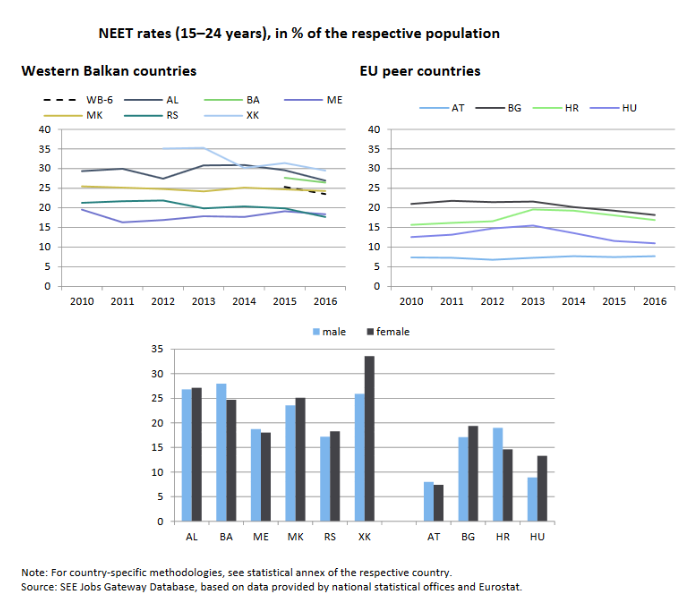 NEET rates (15–24 years), in % of the respective population
Western Balkan countries
EU peer countries
WB-6 AL BA ME
MK RS XK
AT BG HR HU
40
35
30
25
20
15
10
5
0
2010 2011 2012 2013 2014 2015 2016
40
35
30
25
20
15
10
5
0
2010 2011 2012 2013 2014 2015 2016
male female
35
30
25
20
15
10
5
0
AL BA ME MK RS XK AT BG HR HU
Note: For country-specific methodologies, see statistical annex of the respective country.
Source: SEE Jobs Gateway Database, based on data provided by national statistical offices and Eurostat.